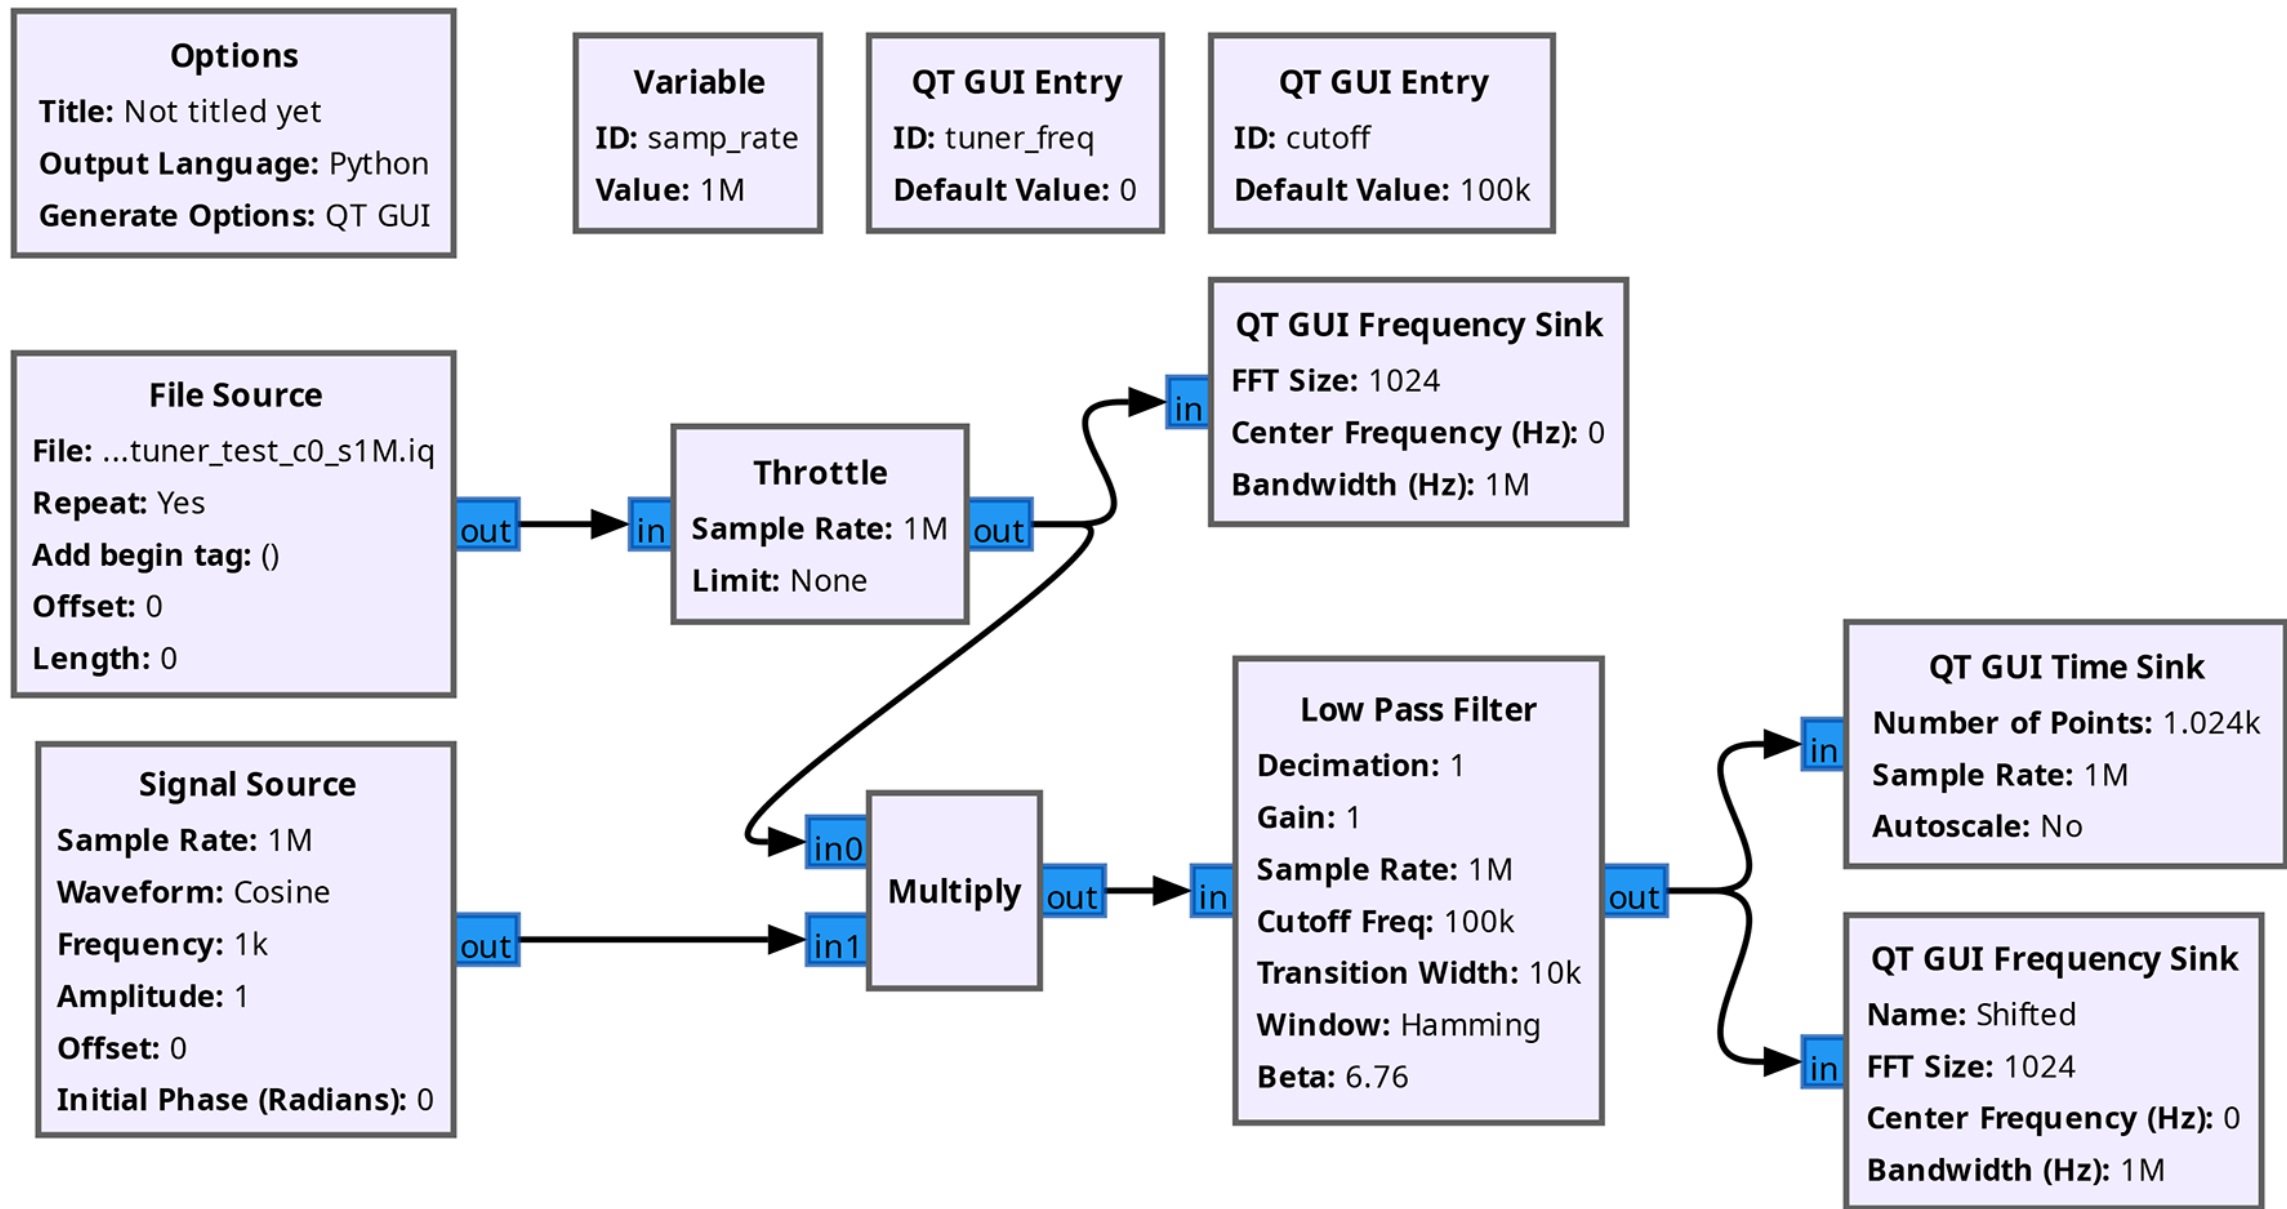 Options
Title: Not titled yet
Output Language: Python
Generate Options: QT GUI
Variable
ID: samp_rate
Value: 1M
QT GUI Entry
ID: tuner_freq
Default Value: 0
QT GUI Entry
ID: cutoff
Default Value: 100k
File Source
File: ...tuner_test_c0_s1M.iq
Repeat: Yes
Add begin tag: ()
Offset: 0
Length: 0
out
in
Throttle
Sample Rate: 1M
Limit: None
out
in
QT GUI Frequency Sink
FFT Size: 1024
Center Frequency (Hz): 0
Bandwidth (Hz): 1M
Signal Source
Sample Rate: 1M
Waveform: Cosine
Frequency: 1k
Amplitude: 1
Offset: 0
Initial Phase (Radians): 0
out
in0
in1
Multiply
out
in
Low Pass Filter
Decimation: 1
Gain: 1
Sample Rate: 1M
Cutoff Freq: 100k
Transition Width: 10k
Window: Hamming
Beta: 6.76
out
in
QT GUI Time Sink
Number of Points: 1.024k
Sample Rate: 1M
Autoscale: No
in
QT GUI Frequency Sink
Name: Shifted
FFT Size: 1024
Center Frequency (Hz): 0
Bandwidth (Hz): 1M